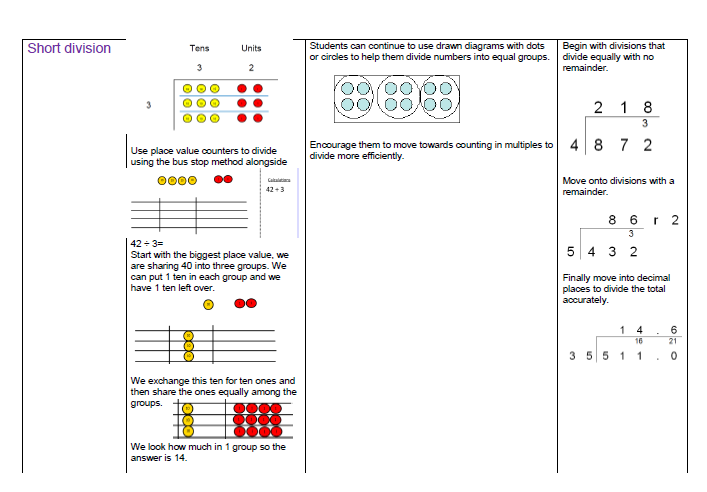 Short division
Tens Units
3 2
3
Use place value counters to divide
using the bus stop method alongside
Calculations
42 ÷ 3
42 ÷ 3=
Start with the biggest place value, we
are sharing 40 into three groups. We
can put 1 ten in each group and we
have 1 ten left over.
We exchange this ten for ten ones and
then share the ones equally among the
groups.
We look how much in 1 group so the
answer is 14.
Students can continue to use drawn diagrams with dots
or circles to help them divide numbers into equal groups.
Encourage them to move towards counting in multiples to
divide more efficiently.
Begin with divisions that
divide equally with no
remainder.
2 1 8
3
4 8 7 2
Move onto divisions with a
remainder.
8 6 r 2
3
5 4 3 2
Finally move into decimal
places to divide the total
accurately.
1 4 . 6
16 21
3 5 5 1 1 . 0